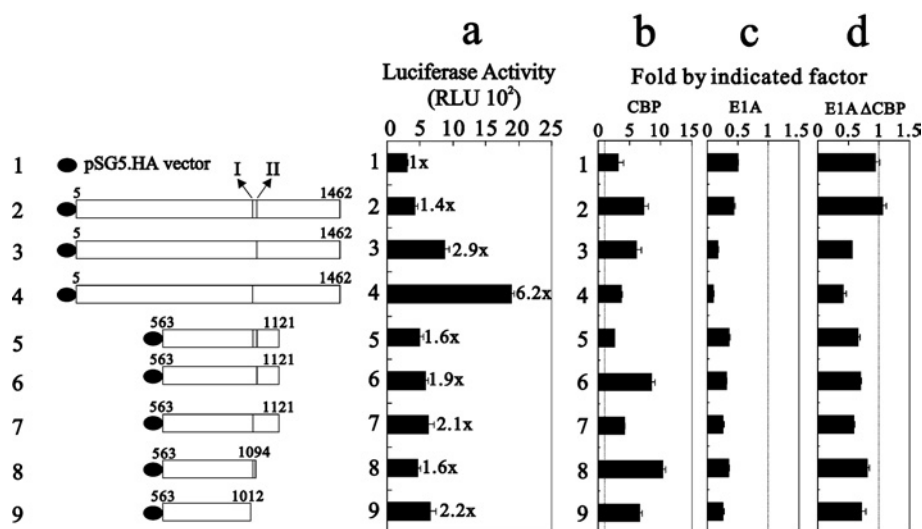 a b c d
Luciferase Activity
(RLU 10²)
Fold by indicated factor
CBP E1A E1A ΔCBP
0 5 10 15 20 25 0 5 10 15 0 0.5 1 1.5 0 0.5 1 1.5
1 pSG5.HA vector 1 1x 1
I II
5 1462
2 2 1.4x 2
5 1462
3 3 2.9x 3
5 1462
4 4 6.2x 4
563 1121
5 5 1.6x 5
563 1121
6 6 1.9x 6
563 1121
7 7 2.1x 7
563 1094
8 8 1.6x 8
563 1012
9 9 2.2x 9